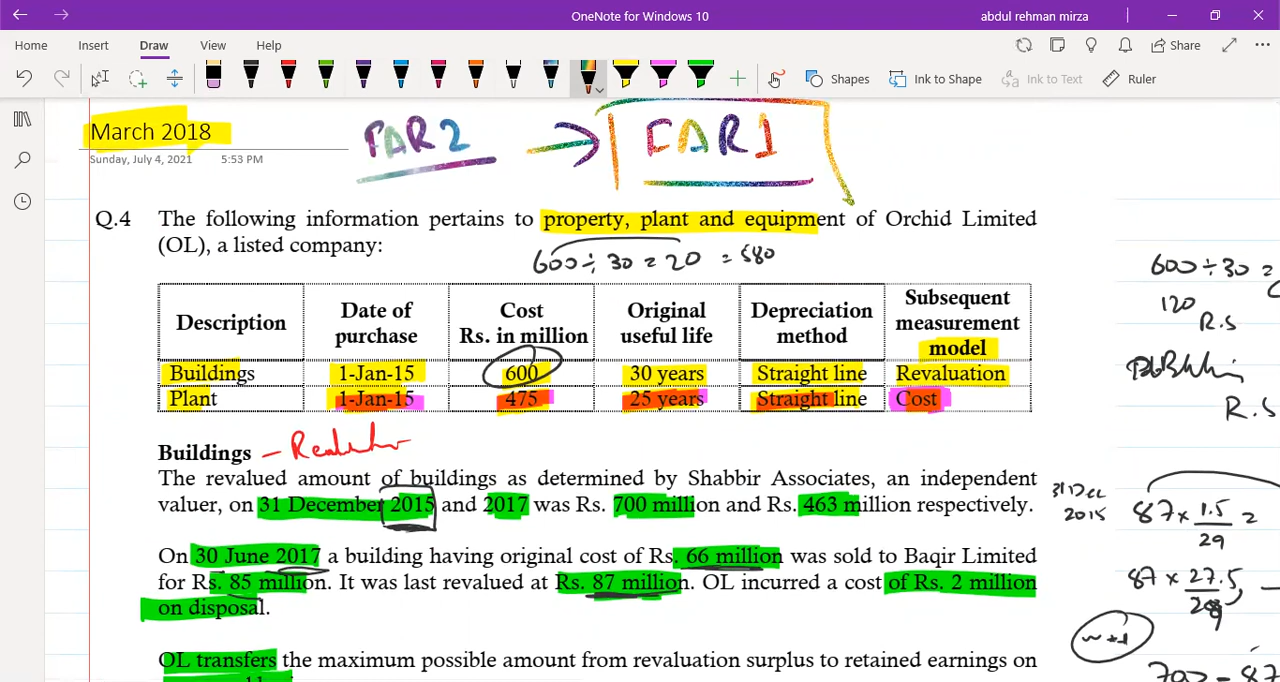 OneNote for Windows 10
abdul rehman mirza
Home Insert Draw View Help
Share
Shapes Ink to Shape Ink to Text Ruler
March 2018
Sunday, July 4, 2021 5:53 PM
FAR2 → FAR1
Q.4 The following information pertains to property, plant and equipment of Orchid Limited
(OL), a listed company:
600 ÷ 30 = 20 = 580
Description Date of purchase Cost Rs. in million Original useful life Depreciation method Subsequent measurement model
Buildings 1-Jan-15 600 30 years Straight line Revaluation
Plant 1-Jan-15 475 25 years Straight line Cost
600 ÷ 30 =
120
R.S
R.S
Buildings –
The revalued amount of buildings as determined by Shabbir Associates, an independent
valuer, on 31 December 2015 and 2017 was Rs. 700 million and Rs. 463 million respectively.
31 Dec
2015
87 × 1.5 =
29
On 30 June 2017 a building having original cost of Rs. 66 million was sold to Baqir Limited
for Rs. 85 million. It was last revalued at Rs. 87 million. OL incurred a cost of Rs. 2 million
on disposal.
87 × 27.5
OL transfers the maximum possible amount from revaluation surplus to retained earnings on
700 – 87